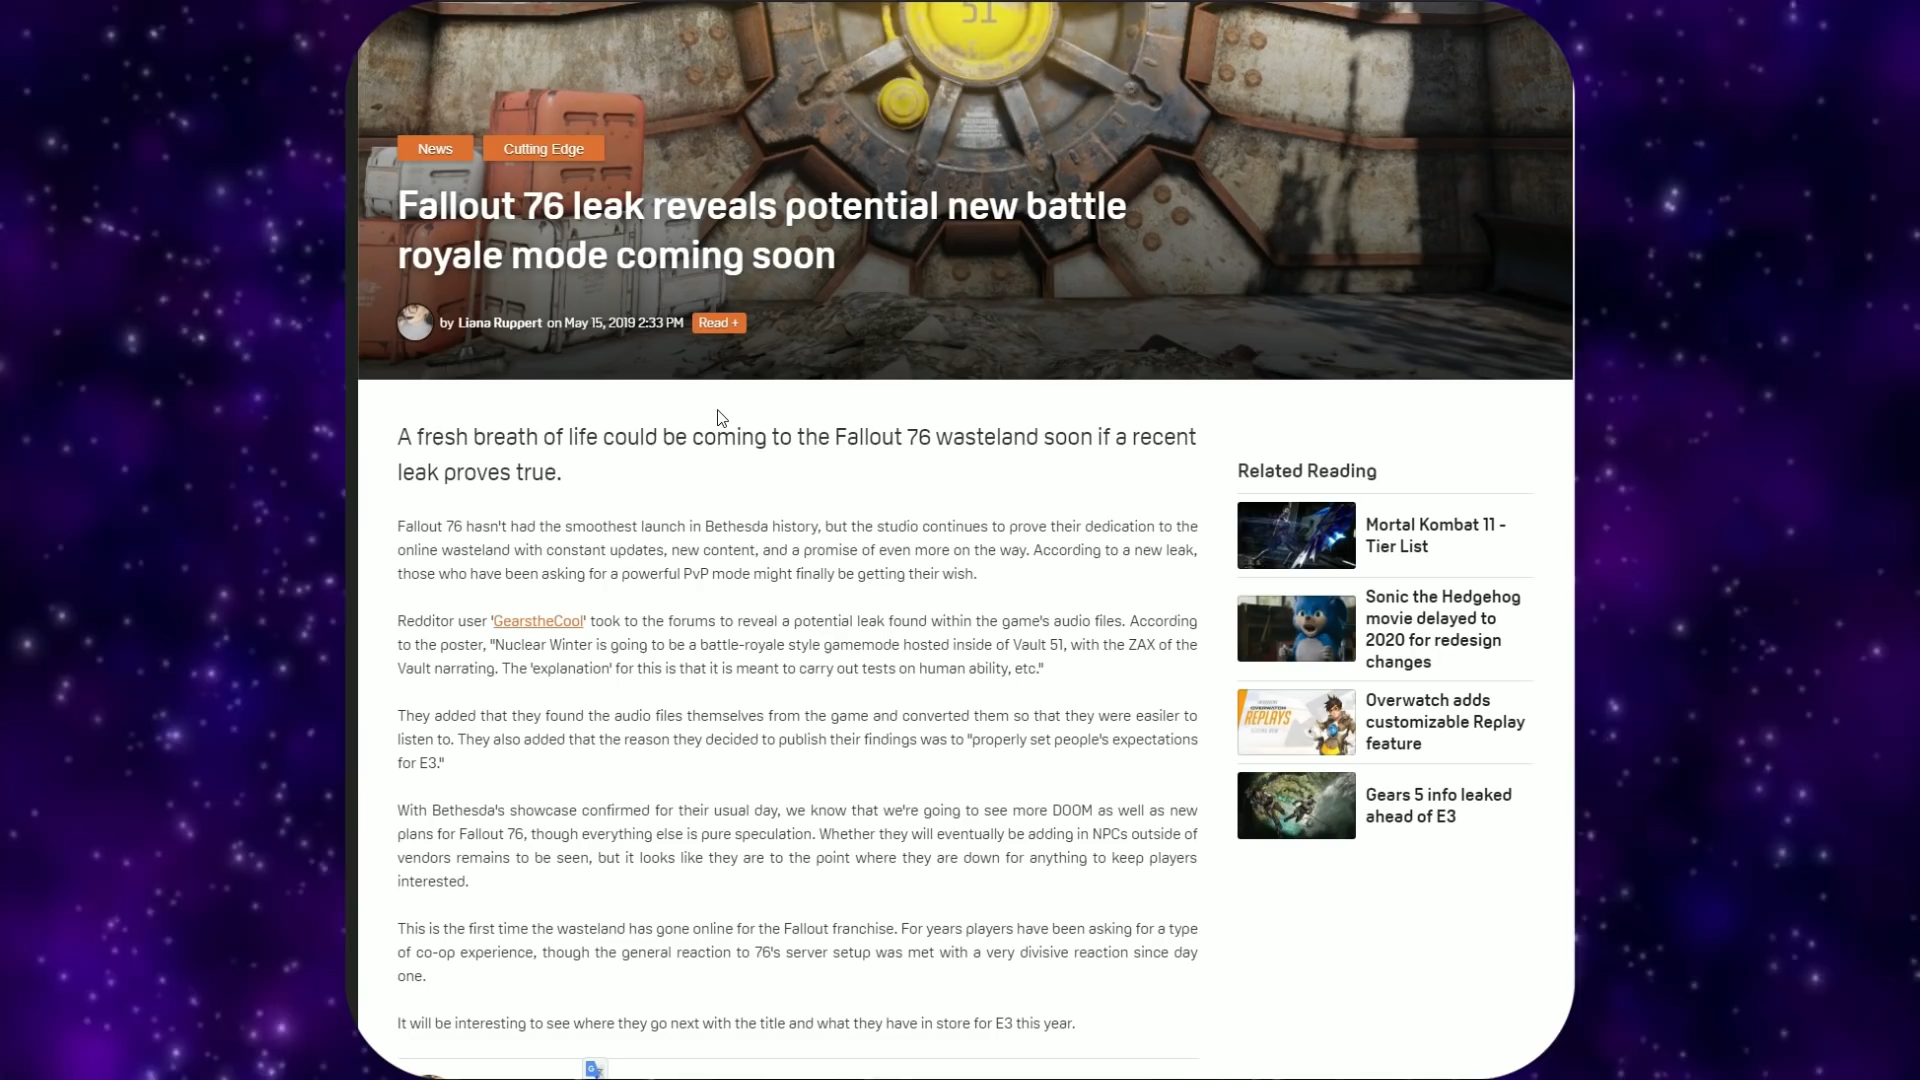 51
News
Cutting Edge
Fallout 76 leak reveals potential new battle
royale mode coming soon
by Liana Ruppert on May 15, 2019 2:33 PM Read +
A fresh breath of life could be coming to the Fallout 76 wasteland soon if a recent
leak proves true.
Fallout 76 hasn't had the smoothest launch in Bethesda history, but the studio continues to prove their dedication to the
online wasteland with constant updates, new content, and a promise of even more on the way. According to a new leak,
those who have been asking for a powerful PvP mode might finally be getting their wish.
Redditor user 'GearstheCool' took to the forums to reveal a potential leak found within the game's audio files. According
to the poster, "Nuclear Winter is going to be a battle-royale style gamemode hosted inside of Vault 51, with the ZAX of the
Vault narrating. The 'explanation' for this is that it is meant to carry out tests on human ability, etc."
They added that they found the audio files themselves from the game and converted them so that they were easier to
listen to. They also added that the reason they decided to publish their findings was to "properly set people's expectations
for E3."
With Bethesda's showcase confirmed for their usual day, we know that we're going to see more DOOM as well as new
plans for Fallout 76, though everything else is pure speculation. Whether they will eventually be adding in NPCs outside of
vendors remains to be seen, but it looks like they are to the point where they are down for anything to keep players
interested.
This is the first time the wasteland has gone online for the Fallout franchise. For years players have been asking for a type
of co-op experience, though the general reaction to 76's server setup was met with a very divisive reaction since day
one.
It will be interesting to see where they go next with the title and what they have in store for E3 this year.
Related Reading
Mortal Kombat 11 -
Tier List
Sonic the Hedgehog
movie delayed to
2020 for redesign
changes
OVERWATCH
REPLAYS
Overwatch adds
customizable Replay
feature
Gears 5 info leaked
ahead of E3
G